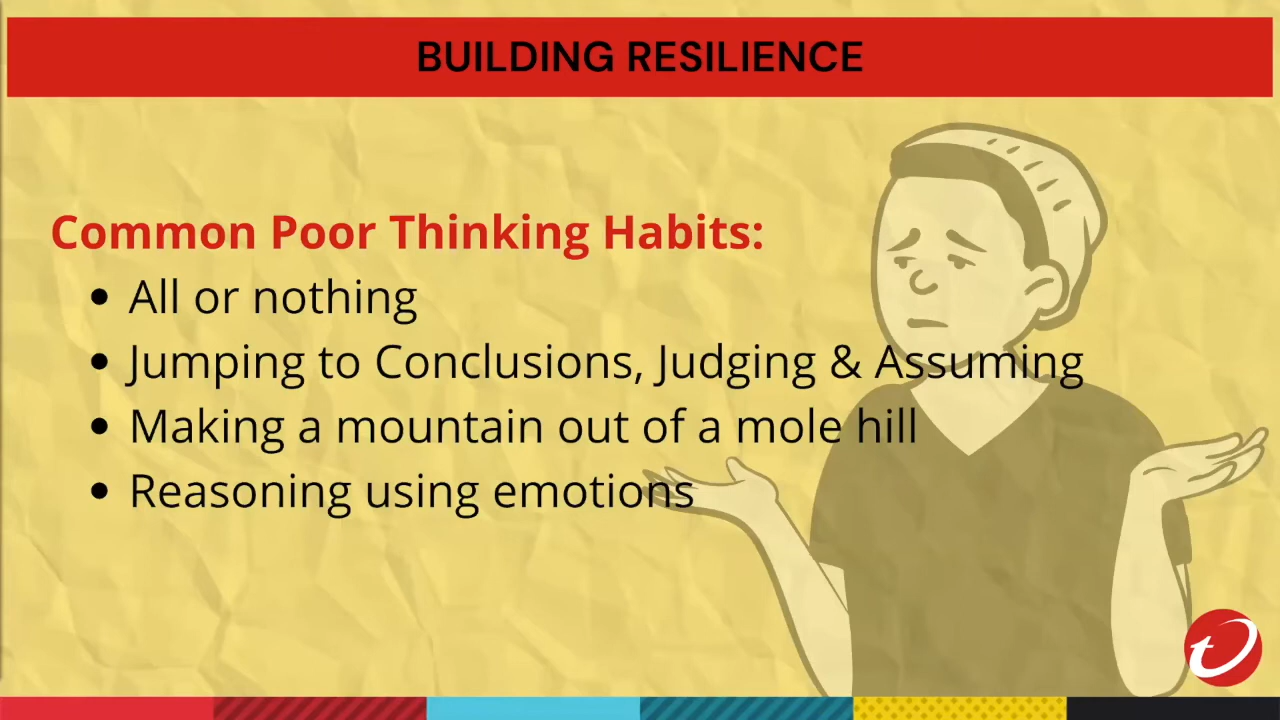 BUILDING RESILIENCE
Common Poor Thinking Habits:
• All or nothing
• Jumping to Conclusions, Judging & Assuming
• Making a mountain out of a mole hill
• Reasoning using emotions